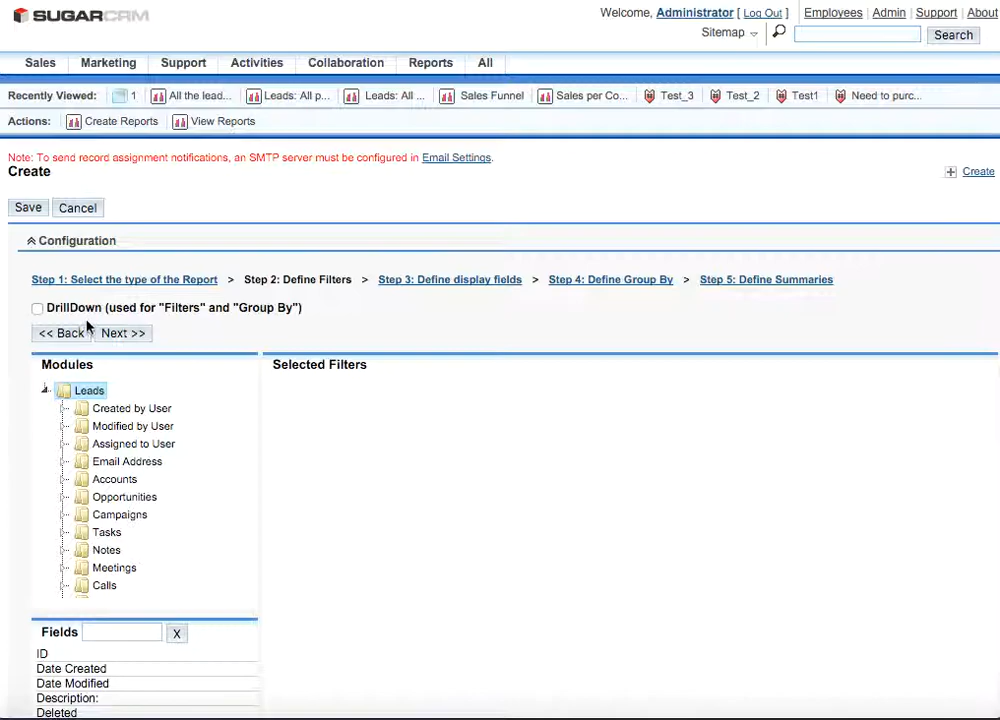 SUGARCRM
Welcome, Administrator [ Log Out ] Employees Admin Support About
Sitemap Search
Sales Marketing Support Activities Collaboration Reports All
Recently Viewed: 1 All the lead... Leads: All p... Leads: All ... Sales Funnel Sales per Co... Test_3 Test_2 Test1 Need to purc...
Actions: Create Reports View Reports
Note: To send record assignment notifications, an SMTP server must be configured in Email Settings.
Create
Create
Save Cancel
Configuration
Step 1: Select the type of the Report > Step 2: Define Filters > Step 3: Define display fields > Step 4: Define Group By > Step 5: Define Summaries
DrillDown (used for "Filters" and "Group By")
<< Back Next >>
Modules
Selected Filters
Leads
Created by User
Modified by User
Assigned to User
Email Address
Accounts
Opportunities
Campaigns
Tasks
Notes
Meetings
Calls
Fields X
ID
Date Created
Date Modified
Description:
Deleted